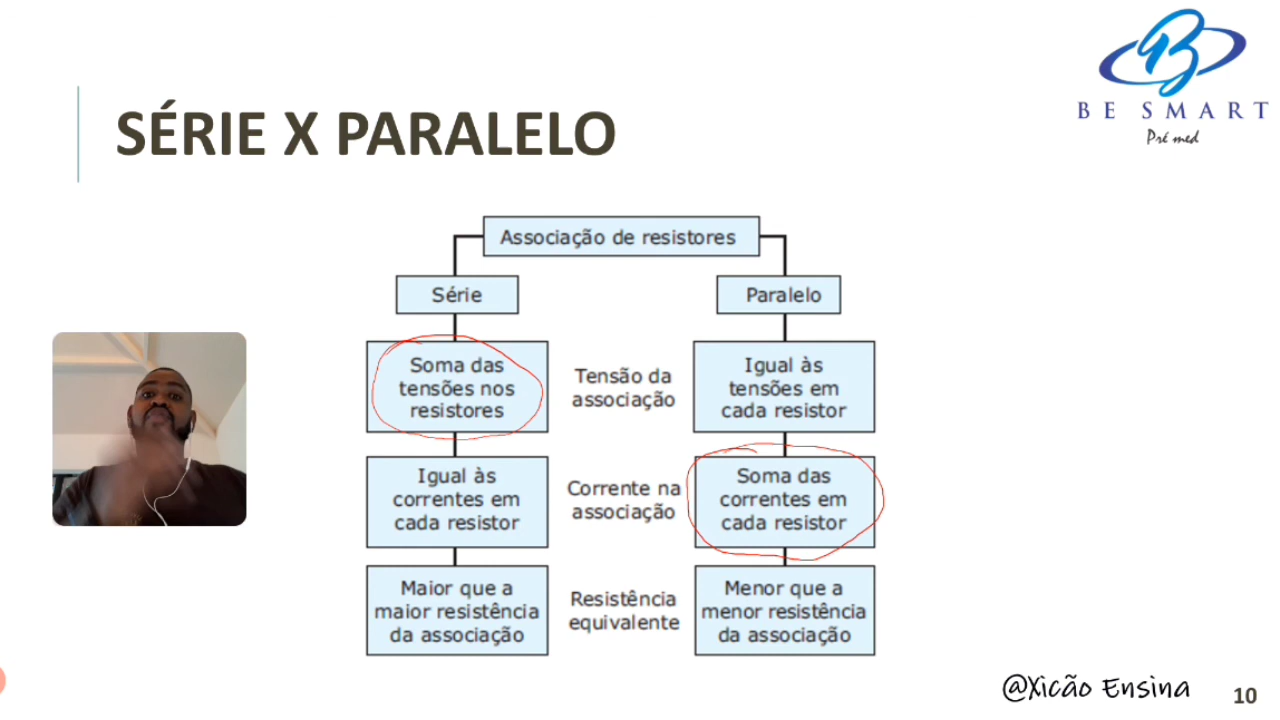 BE SMART
Pré med
SÉRIE X PARALELO
Associação de resistores
Série
Paralelo
Soma das
tensões nos
resistores
Tensão da
associação
Igual às
tensões em
cada resistor
Igual às
correntes em
cada resistor
Corrente na
associação
Soma das
correntes em
cada resistor
Maior que a
maior resistência
da associação
Resistência
equivalente
Menor que a
menor resistência
da associação
@Xicão Ensina
10